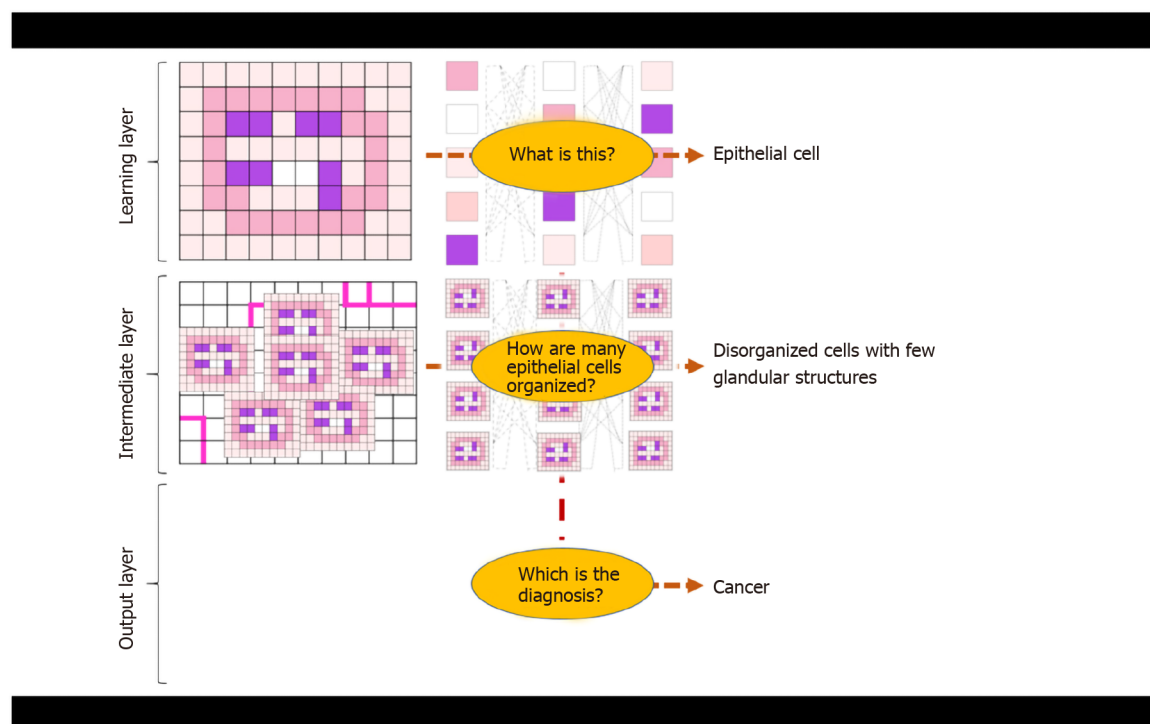 Learning layer
What is this?
Epithelial cell
Intermediate layer
How are many
epithelial cells
organized?
Disorganized cells with few
glandular structures
Output layer
Which is the
diagnosis?
Cancer